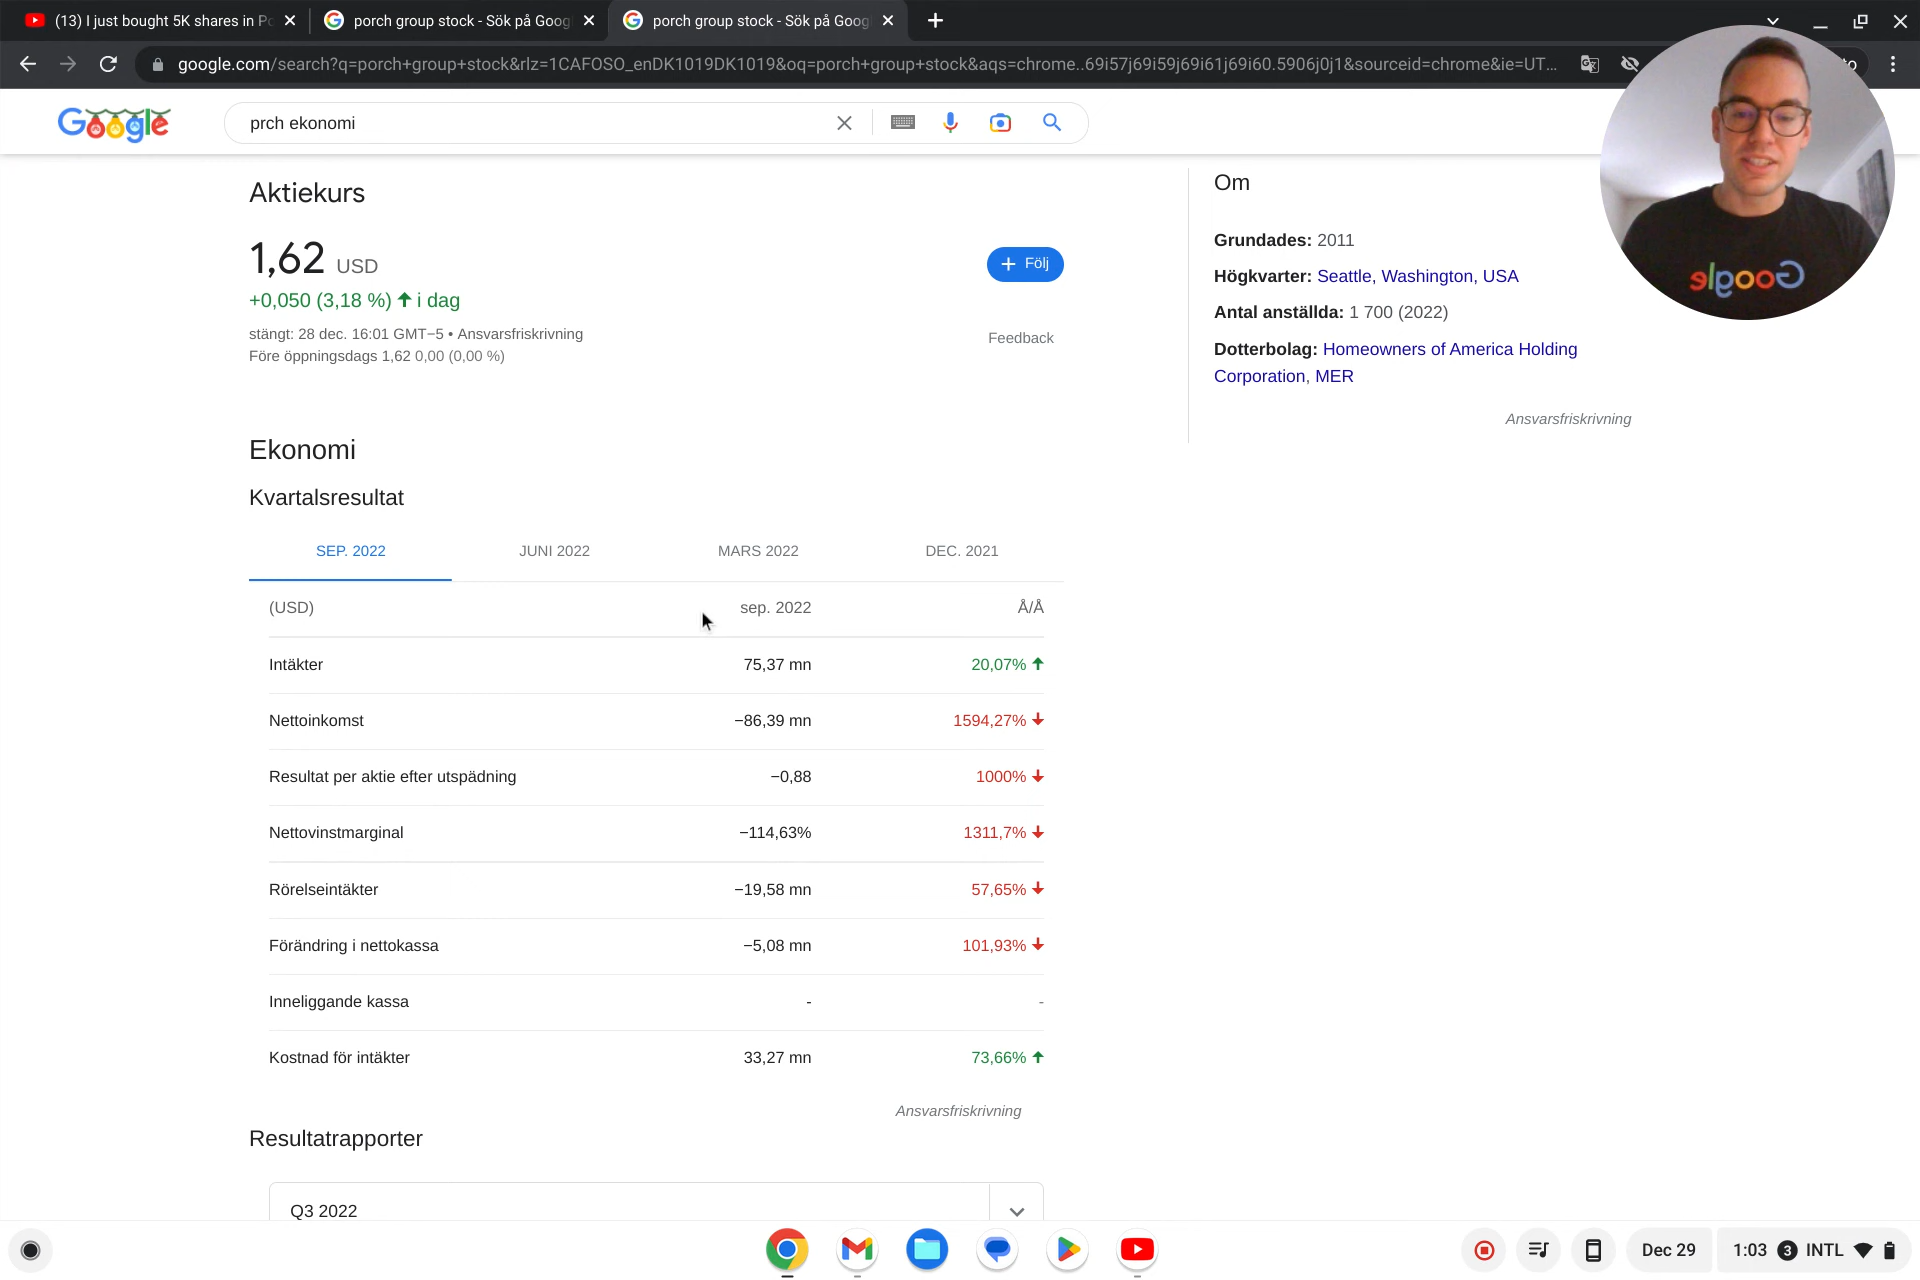 (13) I just bought 5K shares in Po
porch group stock - Sök på Goog
porch group stock - Sök på Goog
google.com/search?q=porch+group+stock&rlz=1CAFOSO_enDK1019DK1019&oq=porch+group+stock&aqs=chrome..69i57j69i59j69i61j69i60.5906j0j1&sourceid=chrome&ie=UT...
Google
prch ekonomi
Aktiekurs
1,62 USD
+ Följ
+0,050 (3,18 %) i dag
stängt: 28 dec. 16:01 GMT−5 • Ansvarsfriskrivning
Feedback
Före öppningsdags 1,62 0,00 (0,00 %)
Om
Grundades: 2011
Högkvarter: Seattle, Washington, USA
Antal anställda: 1 700 (2022)
Dotterbolag: Homeowners of America Holding
Corporation, MER
Ansvarsfriskrivning
Google
Ekonomi
Kvartalsresultat
SEP. 2022 JUNI 2022 MARS 2022 DEC. 2021
(USD) sep. 2022 Å/Å
Intäkter 75,37 mn 20,07%
Nettoinkomst −86,39 mn 1594,27%
Resultat per aktie efter utspädning −0,88 1000%
Nettovinstmarginal −114,63% 1311,7%
Rörelseintäkter −19,58 mn 57,65%
Förändring i nettokassa −5,08 mn 101,93%
Inneliggande kassa - -
Kostnad för intäkter 33,27 mn 73,66%
Ansvarsfriskrivning
Resultatrapporter
Q3 2022
Dec 29
1:03 3 INTL